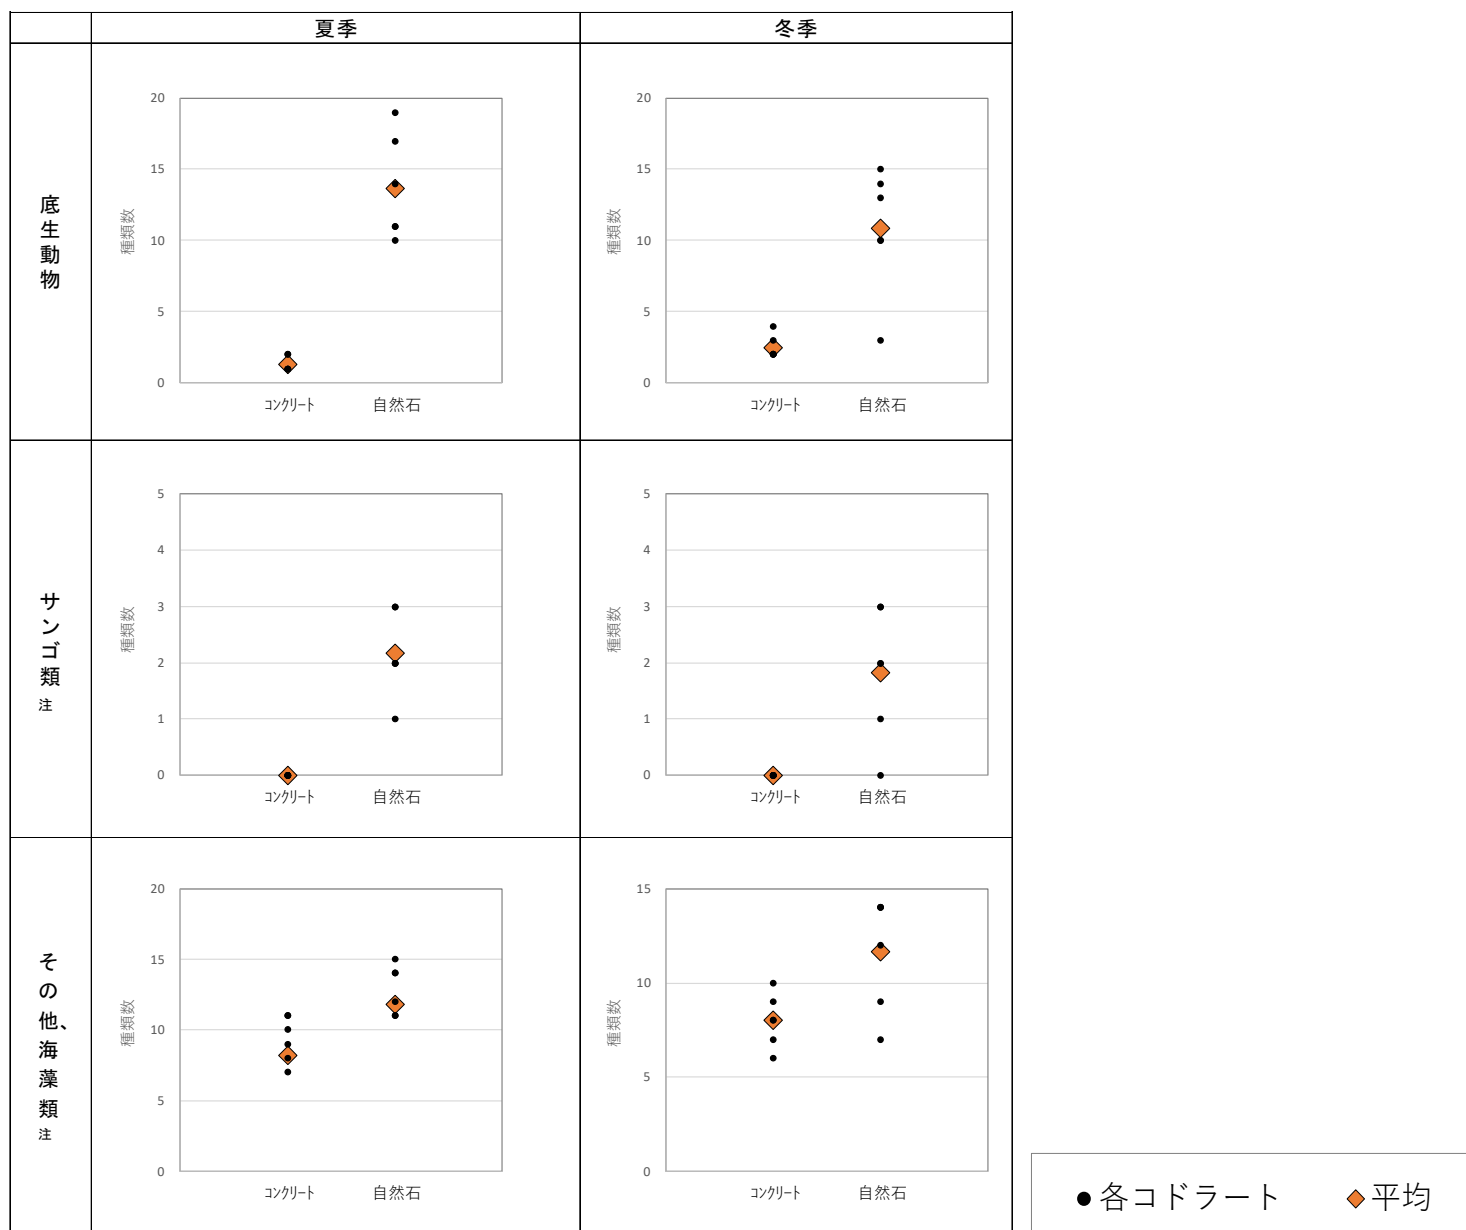 夏季
冬季
底生動物
20
15
10
5
0
種類数
コンクリート
自然石
20
15
10
5
0
種類数
コンクリート
自然石
サンゴ類
注
5
4
3
2
1
0
種類数
コンクリート
自然石
5
4
3
2
1
0
種類数
コンクリート
自然石
その他、海藻類
注
20
15
10
5
0
種類数
コンクリート
自然石
15
10
5
0
種類数
コンクリート
自然石
各コドラート
平均